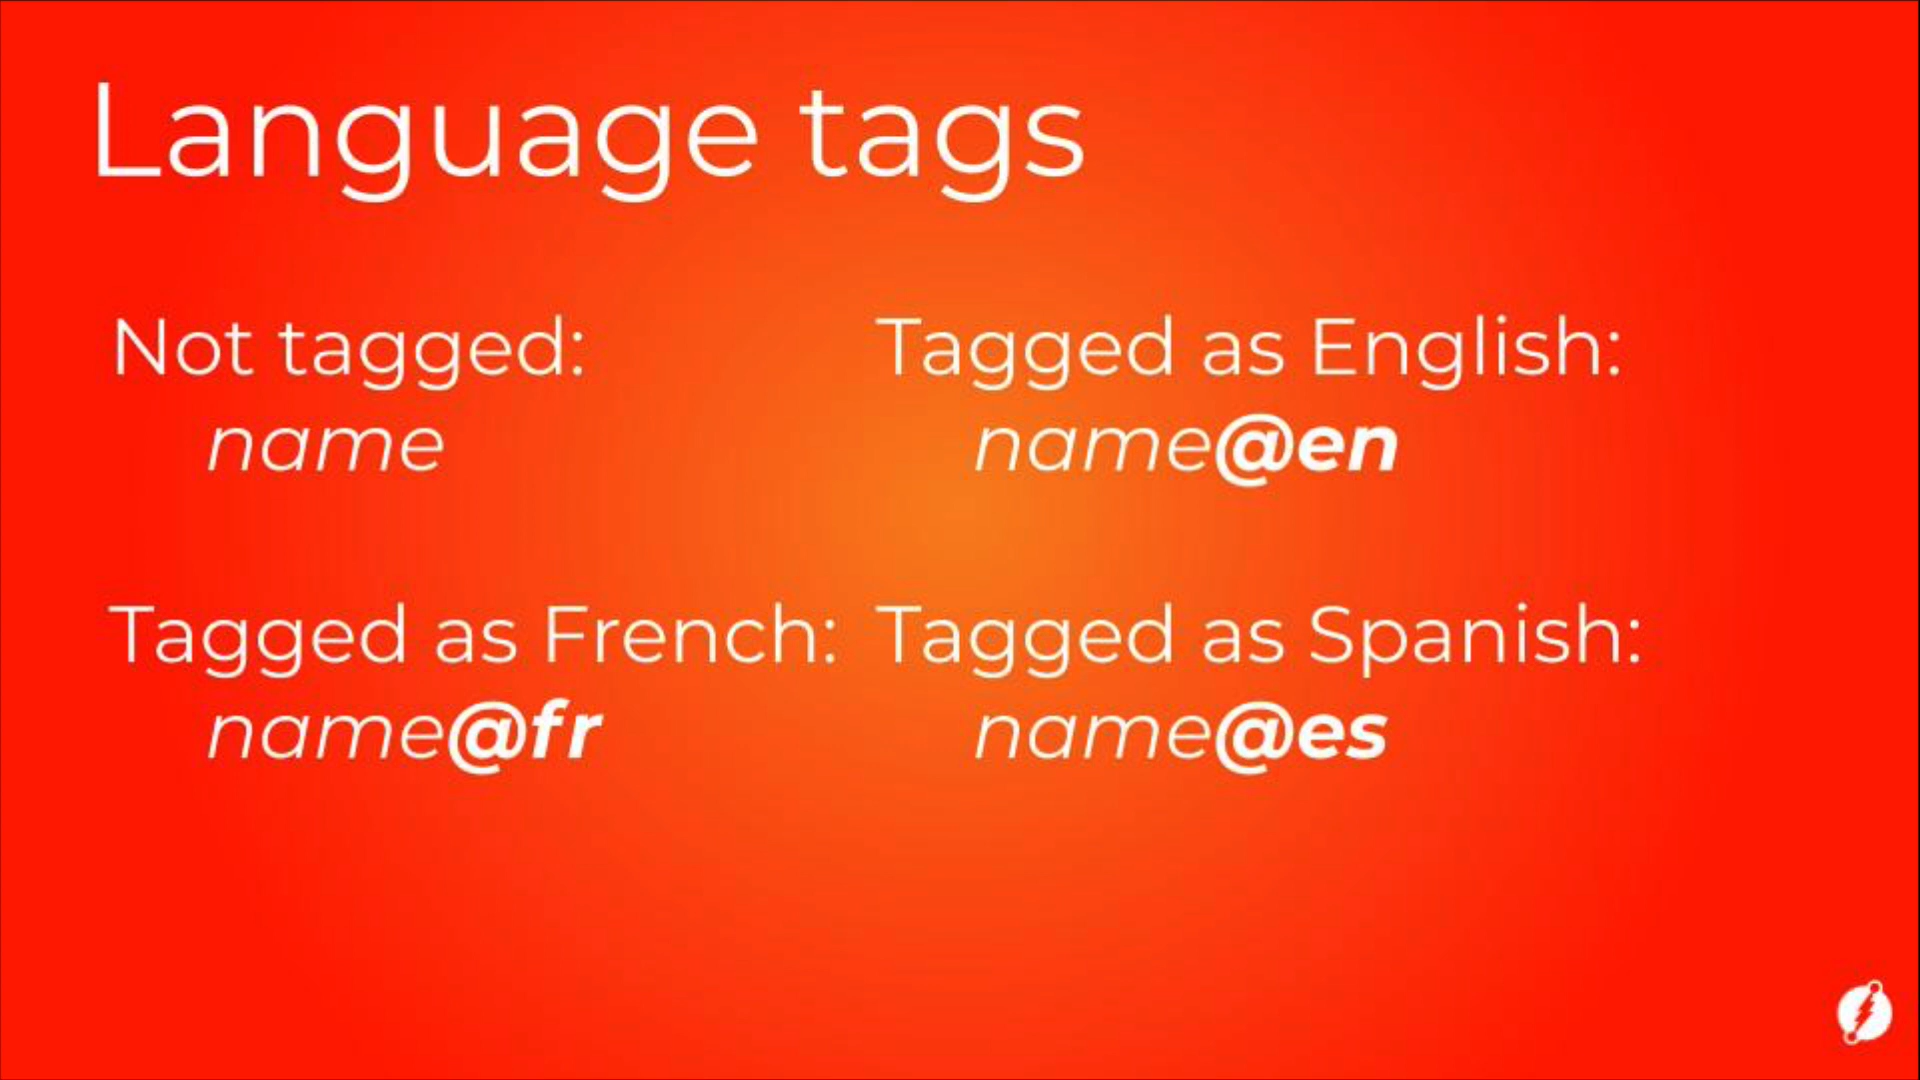 Language tags
Not tagged:
name
Tagged as English:
name@en
Tagged as French:
name@fr
Tagged as Spanish:
name@es